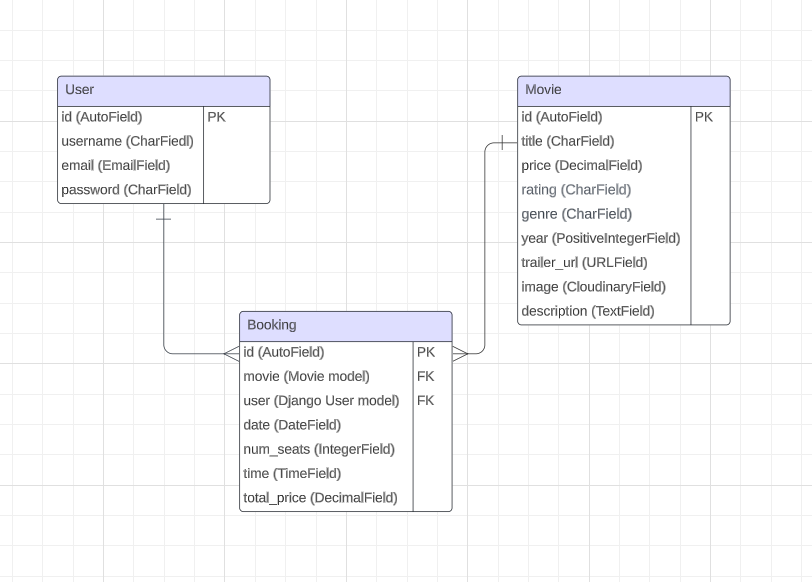 User
id (AutoField) PK
username (CharFiedl)
email (EmailField)
password (CharField)
Movie
id (AutoField) PK
title (CharField)
price (DecimalField)
rating (CharField)
genre (CharField)
year (PositiveIntegerField)
trailer_url (URLField)
image (CloudinaryField)
description (TextField)
Booking
id (AutoField) PK
movie (Movie model) FK
user (Django User model) FK
date (DateField)
num_seats (IntegerField)
time (TimeField)
total_price (DecimalField)